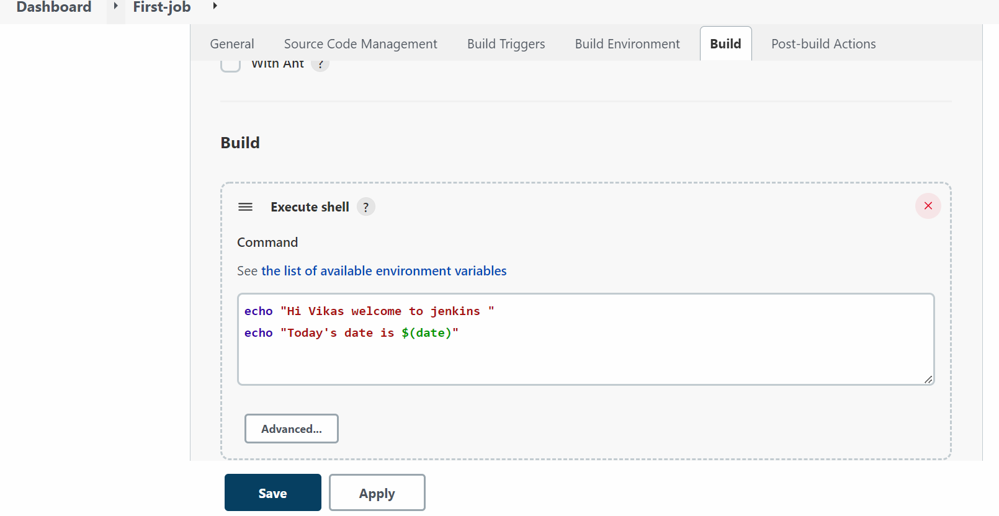 Dashboard First-job
General Source Code Management Build Triggers Build Environment Build Post-build Actions
With Ant ?
Build
Execute shell ?
Command
See the list of available environment variables
echo "Hi Vikas welcome to jenkins "
echo "Today's date is $(date)"
Advanced...
Save Apply